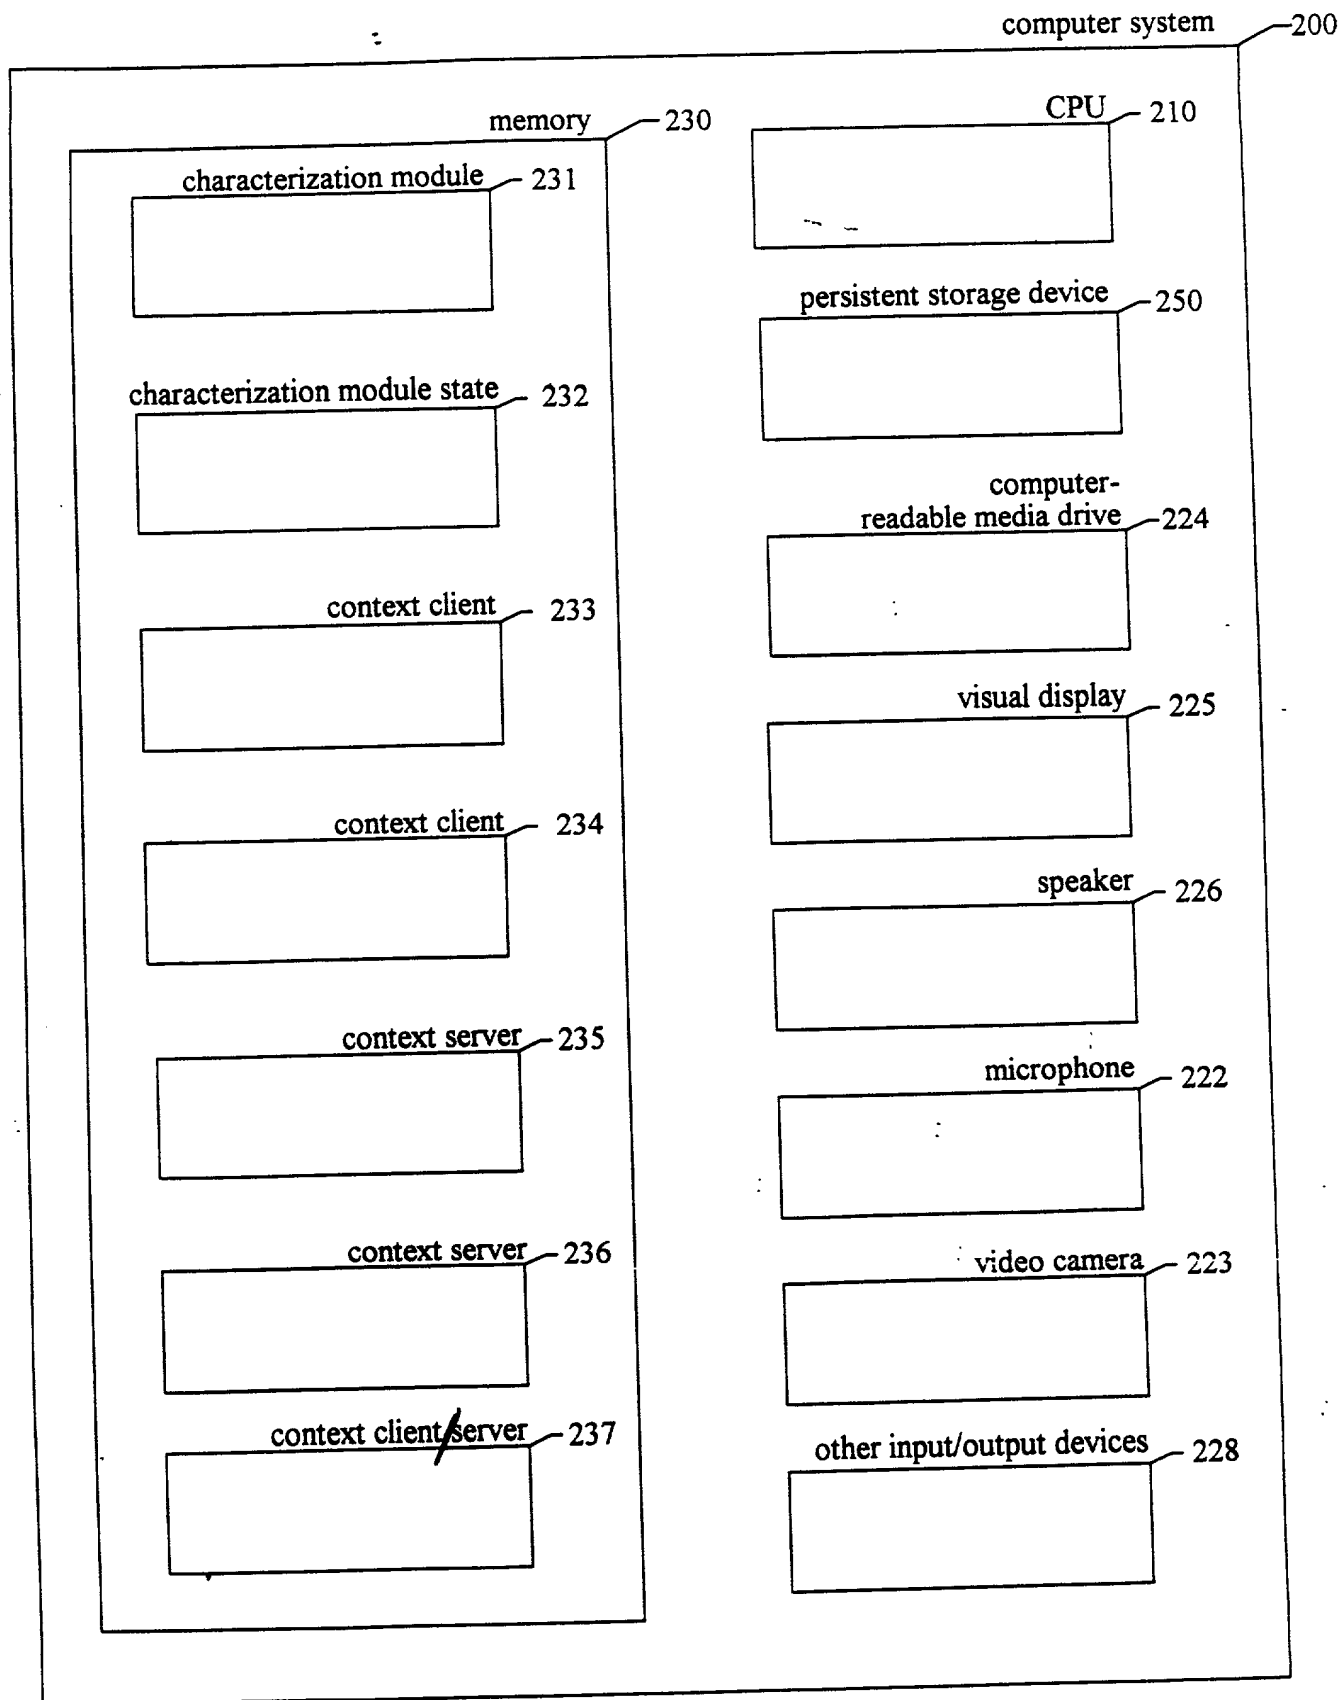 computer system 200
memory 230
characterization module 231
characterization module state 232
context client 233
context client 234
context server 235
context server 236
context client/server 237
CPU 210
persistent storage device 250
computer-
readable media drive 224
visual display 225
speaker 226
microphone 222
video camera 223
other input/output devices 228